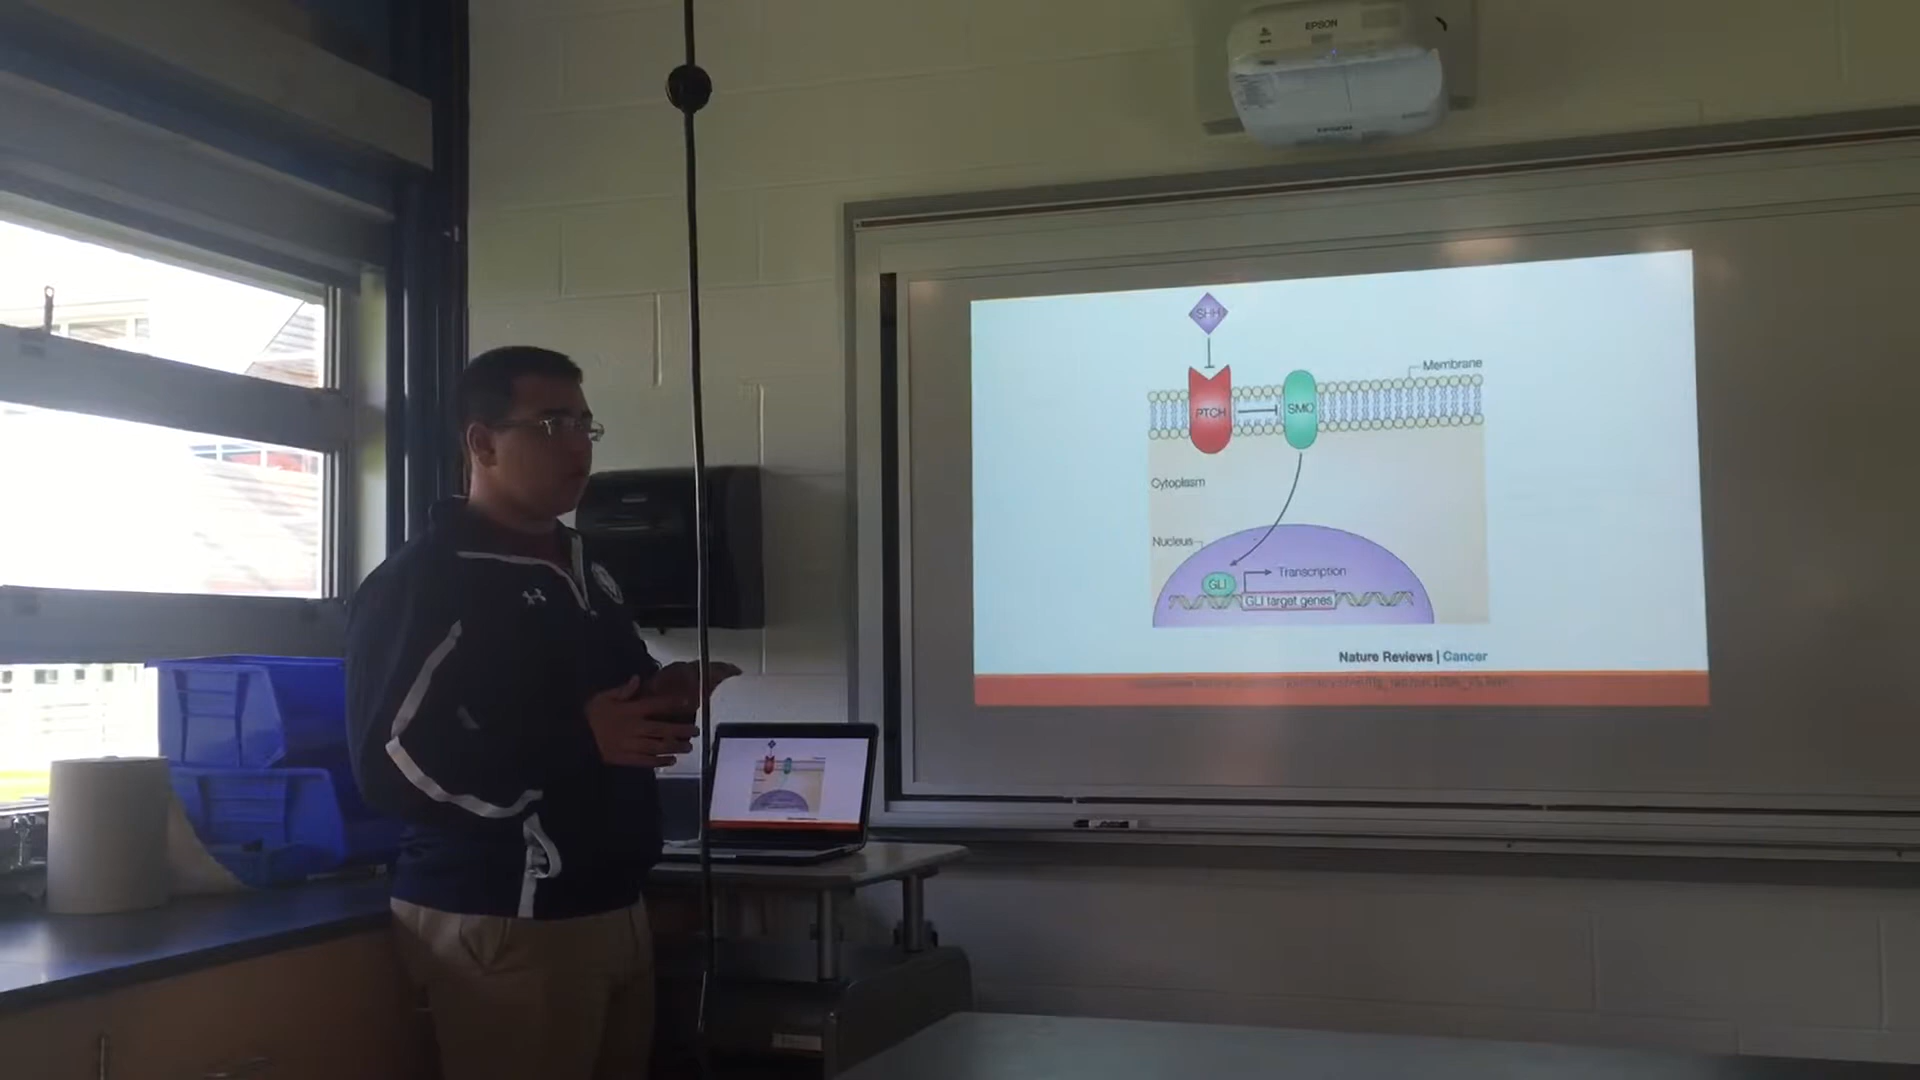 EPSON
EPSON
SHH
Membrane
PTCH
SMO
Cytoplasm
Nucleus
GLI
Transcription
GLI target genes
Nature Reviews | Cancer